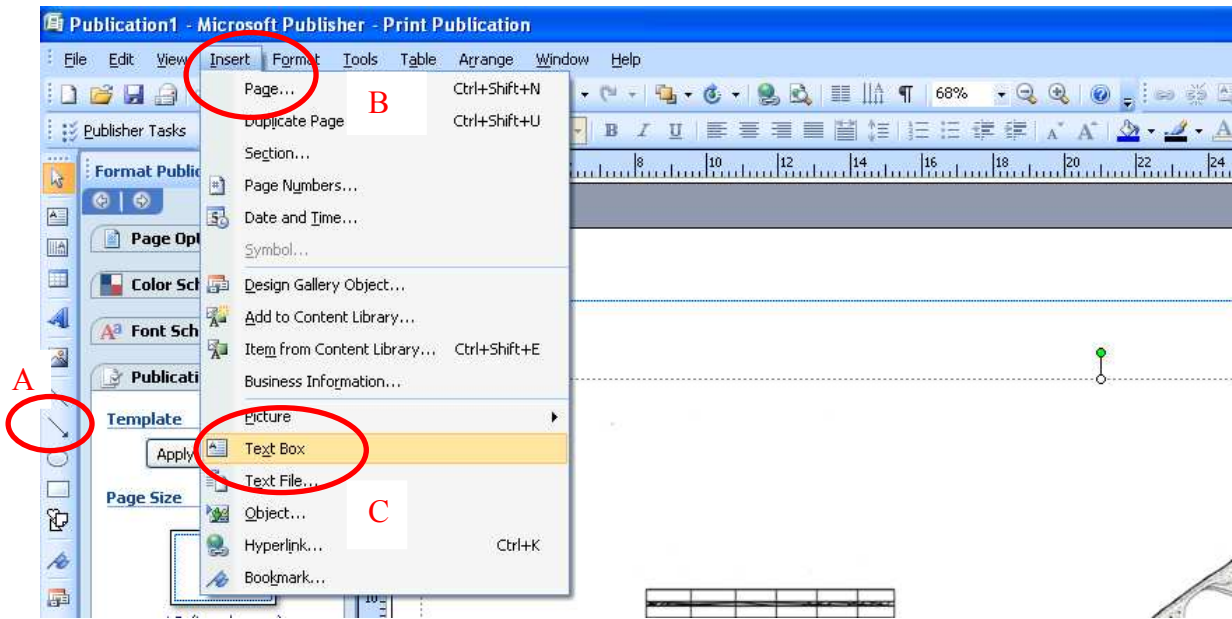 Publication1 - Microsoft Publisher - Print Publication
File Edit View Insert Format Tools Table Arrange Window Help
Page... Ctrl+Shift+N
B
68%
Duplicate Page Ctrl+Shift+U
Publisher Tasks
B I U
Section...
8 10 12 14 16 18 20 22 24
Format Public
Page Numbers...
Date and Time...
Page Opt
Symbol...
Color Sch
Design Gallery Object...
Add to Content Library...
Font Sch
Item from Content Library... Ctrl+Shift+E
A
Publicati
Business Information...
Template
Picture
Apply
Text Box
Text File...
Page Size
C
Object...
Hyperlink... Ctrl+K
Bookmark...
10